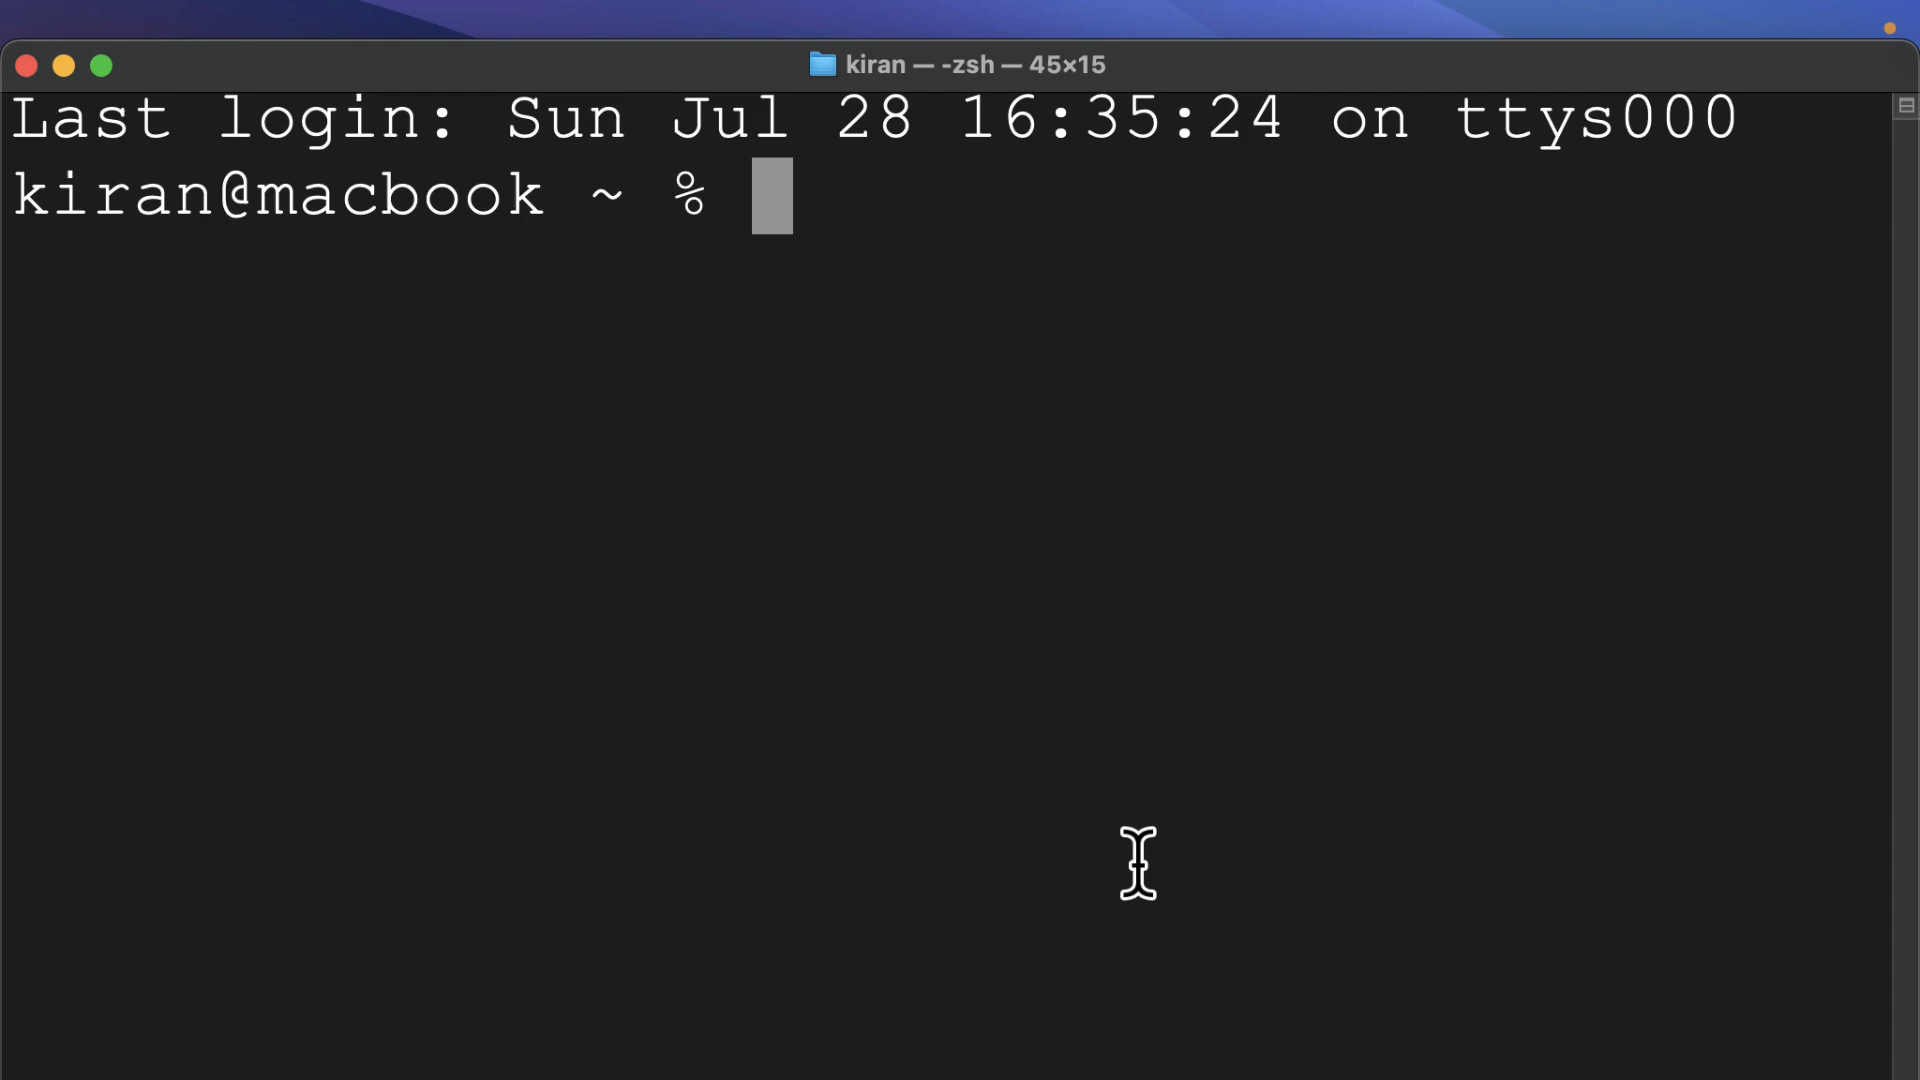 kiran — -zsh — 45×15
Last login: Sun Jul 28 16:35:24 on ttys000
kiran@macbook ~ %